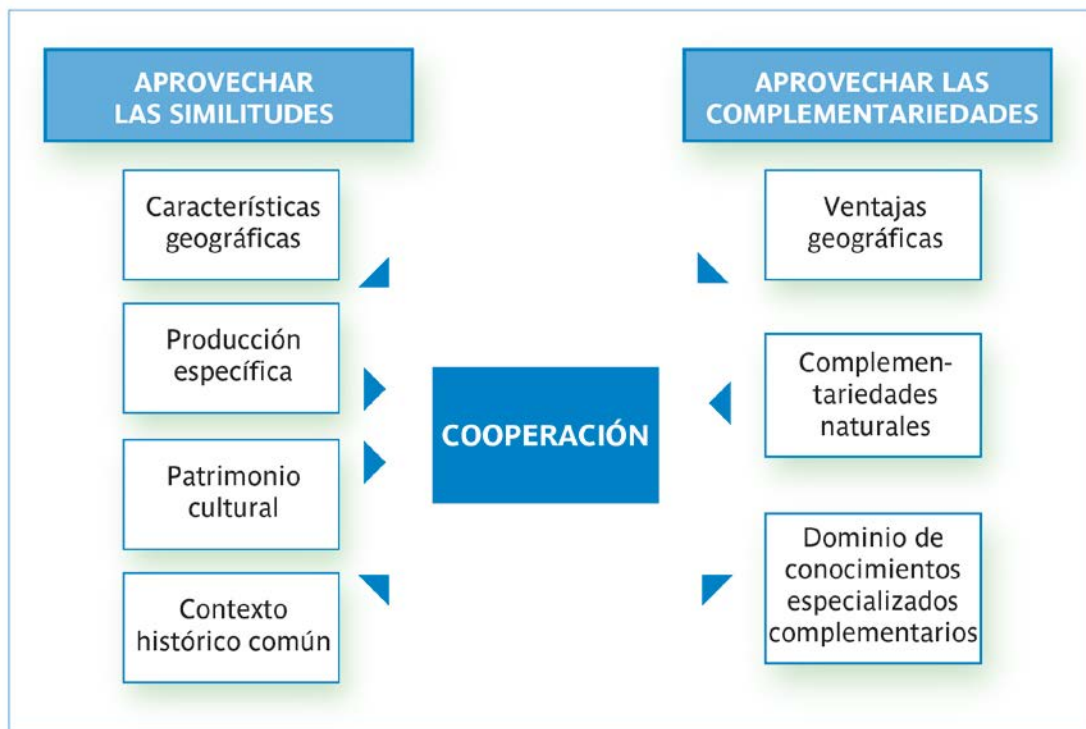 APROVECHAR
LAS SIMILITUDES
Características
geográficas
Producción
específica
Patrimonio
cultural
Contexto
histórico común
COOPERACIÓN
APROVECHAR LAS
COMPLEMENTARIEDADES
Ventajas
geográficas
Complemen-
tariedades
naturales
Dominio de
conocimientos
especializados
complementarios